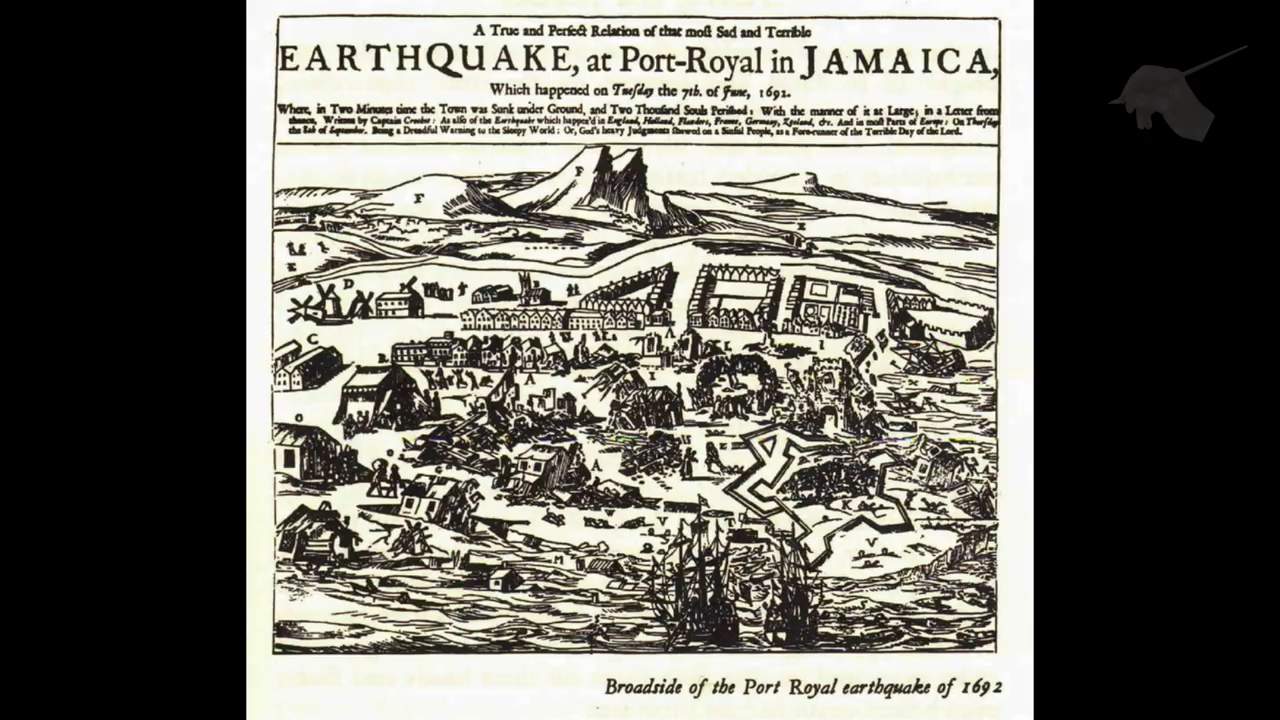 A True and Perfect Relation of that moſt Sad and Terrible
EARTHQUAKE, at Port-Royal in JAMAICA,
Which happened on Tueſday the 7th. of June, 1692.
Where, in Two Minutes time the Town was Sunk under Ground, and Two Thouſand Souls Periſhed: With the manner of it at Large; in a Letter from
thence, Written by Captain Crocket: As alſo of the Earthquake which happen'd in England, Holland, Flanders, France, Germany, Zealand, &c. And in moſt Parts of Europe: On Thurſday
the 8th of September. Being a Dreadful Warning to the Sleepy World: Or, God's heavy Judgments ſhewed on a Sinful People, as a Fore-runner of the Terrible Day of the Lord.
F
F
E
D
C
B
A
A
I
I
L
O
A
K
W
V
V
M
Broadside of the Port Royal earthquake of 1692